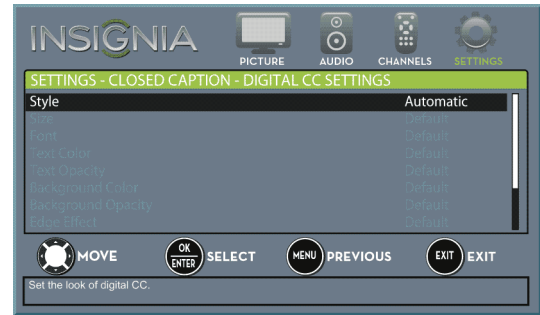 INSIGNIA
PICTURE AUDIO CHANNELS SETTINGS
SETTINGS - CLOSED CAPTION - DIGITAL CC SETTINGS
Style Automatic
Size Default
Font Default
Text Color Default
Text Opacity Default
Background Color Default
Background Opacity Default
Edge Effect Default
MOVE OK ENTER SELECT MENU PREVIOUS EXIT EXIT
Set the look of digital CC.